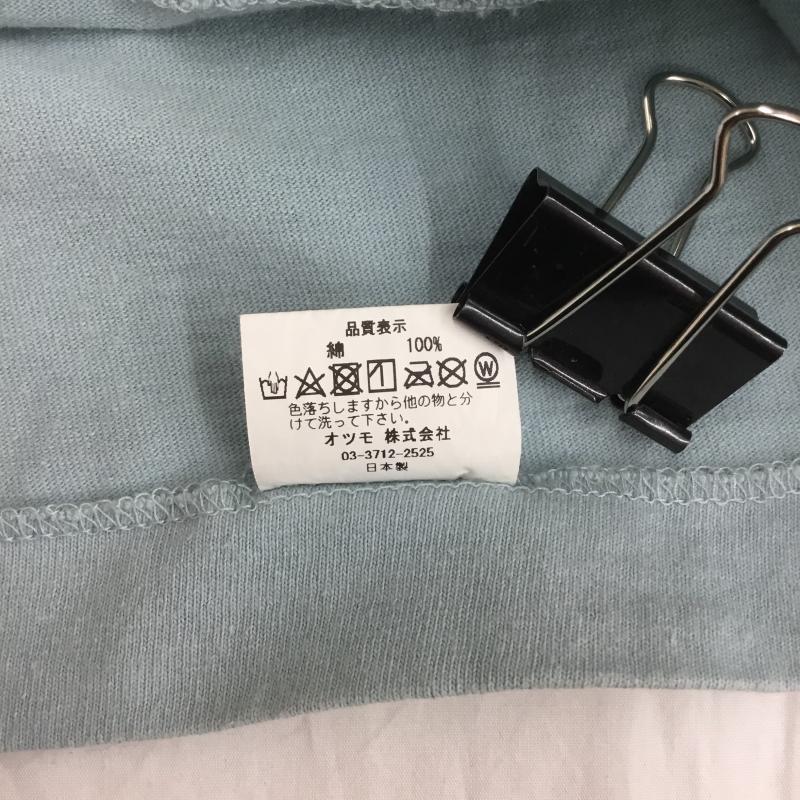 品質表示
綿 100%
W
色落ちしますから他の物と分
けて洗って下さい。
オツモ 株式会社
03-3712-2525
日本製